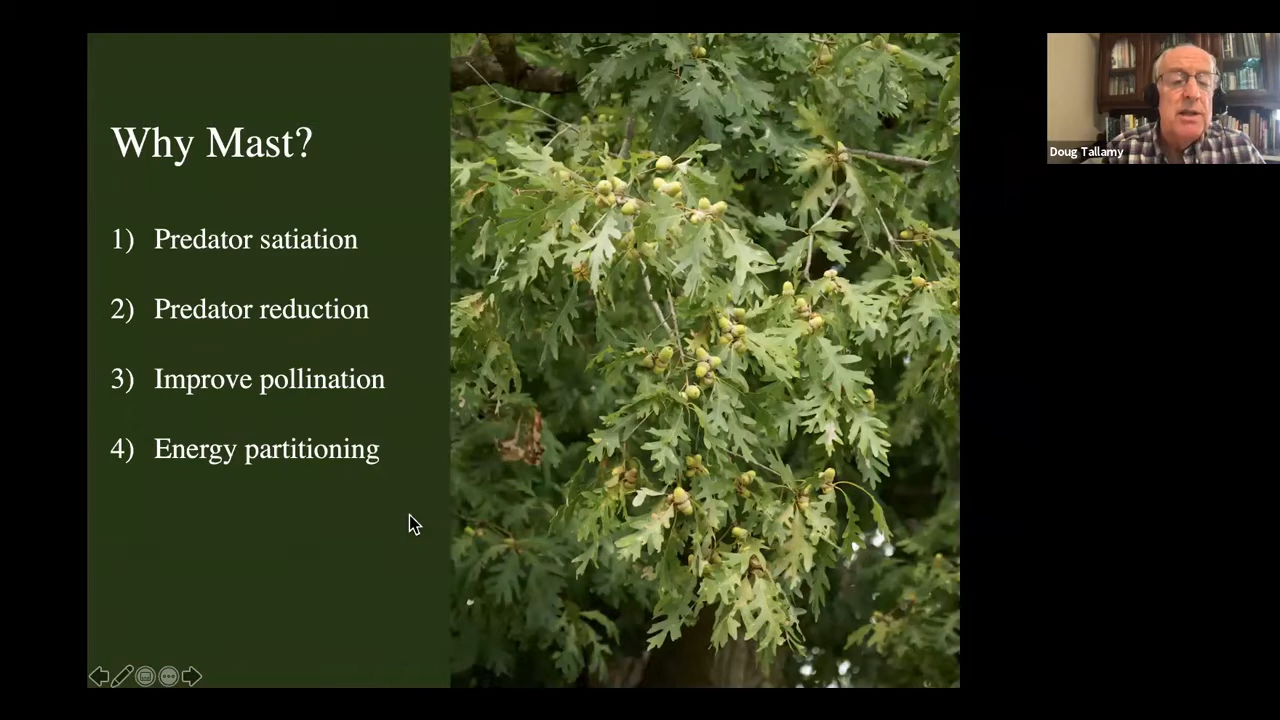 Why Mast?
1) Predator satiation
2) Predator reduction
3) Improve pollination
4) Energy partitioning
Doug Tallamy